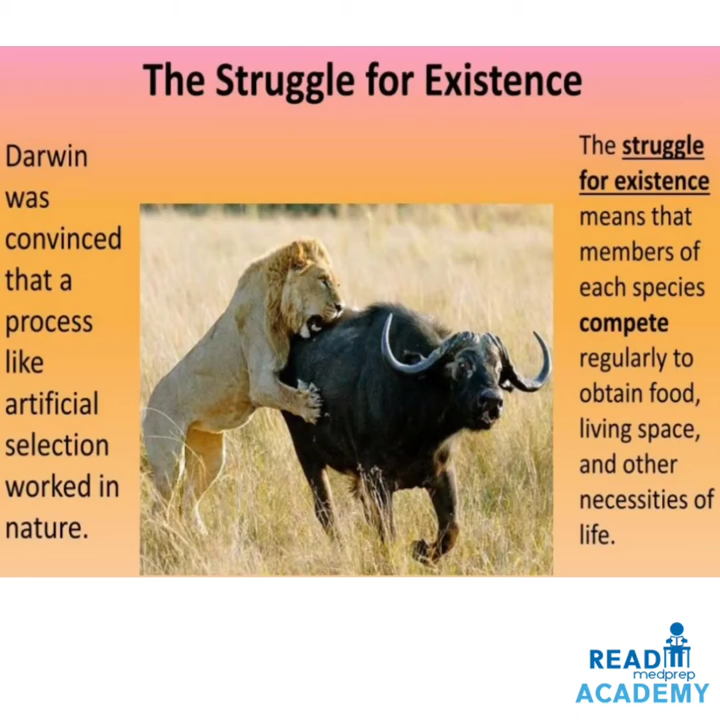 The Struggle for Existence
Darwin
was
convinced
that a
process
like
artificial
selection
worked in
nature.
The struggle
for existence
means that
members of
each species
compete
regularly to
obtain food,
living space,
and other
necessities of
life.
READ
medprep
ACADEMY